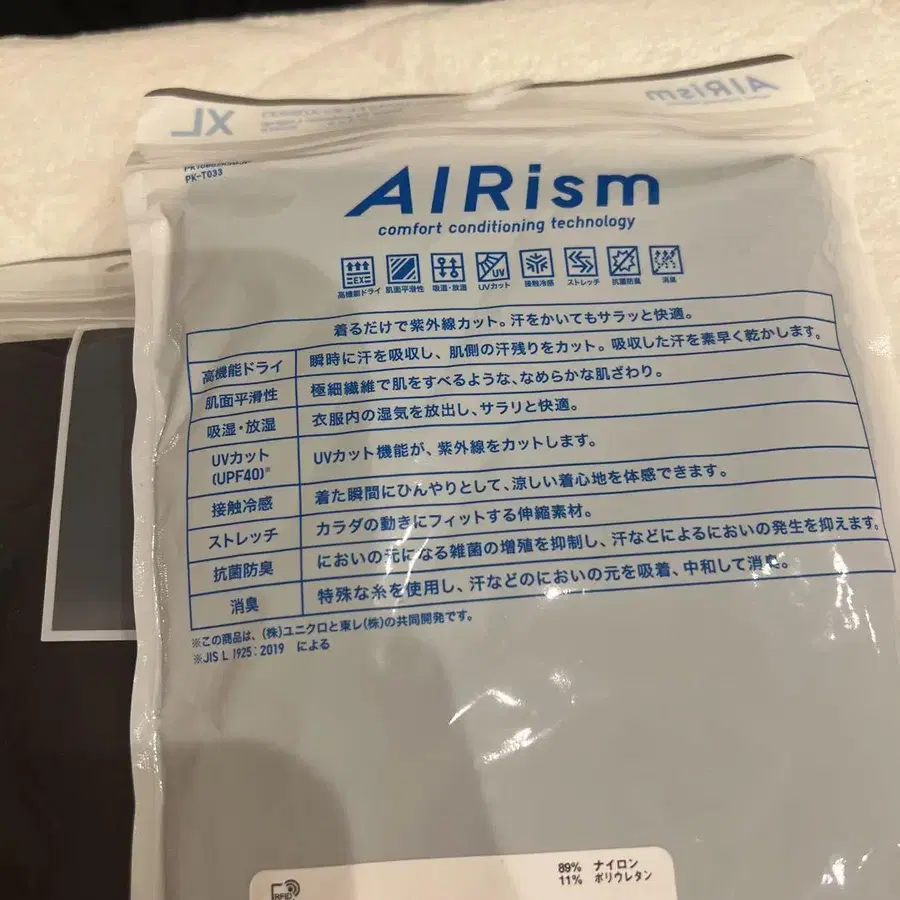 XL
AIRism
PK-T033
AIRism
comfort conditioning technology
EX
UV
高機能ドライ 肌面平滑性 吸湿・放湿 UVカット 接触冷感 ストレッチ 抗菌防臭 消臭
着るだけで紫外線カット。汗をかいてもサラッと快適。
高機能ドライ 瞬時に汗を吸収し、肌側の汗残りをカット。吸収した汗を素早く乾かします。
肌面平滑性 極細繊維で肌をすべるような、なめらかな肌ざわり。
吸湿・放湿 衣服内の湿気を放出し、サラリと快適。
UVカット
(UPF40)※ UVカット機能が、紫外線をカットします。
接触冷感 着た瞬間にひんやりとして、涼しい着心地を体感できます。
ストレッチ カラダの動きにフィットする伸縮素材。
抗菌防臭 においの元になる雑菌の増殖を抑制し、汗などによるにおいの発生を抑えます。
消臭 特殊な糸を使用し、汗などのにおいの元を吸着、中和して消臭。
※この商品は、(株)ユニクロと東レ(株)の共同開発です。
※JIS L 1925:2019 による
RFID
89% ナイロン
11% ポリウレタン